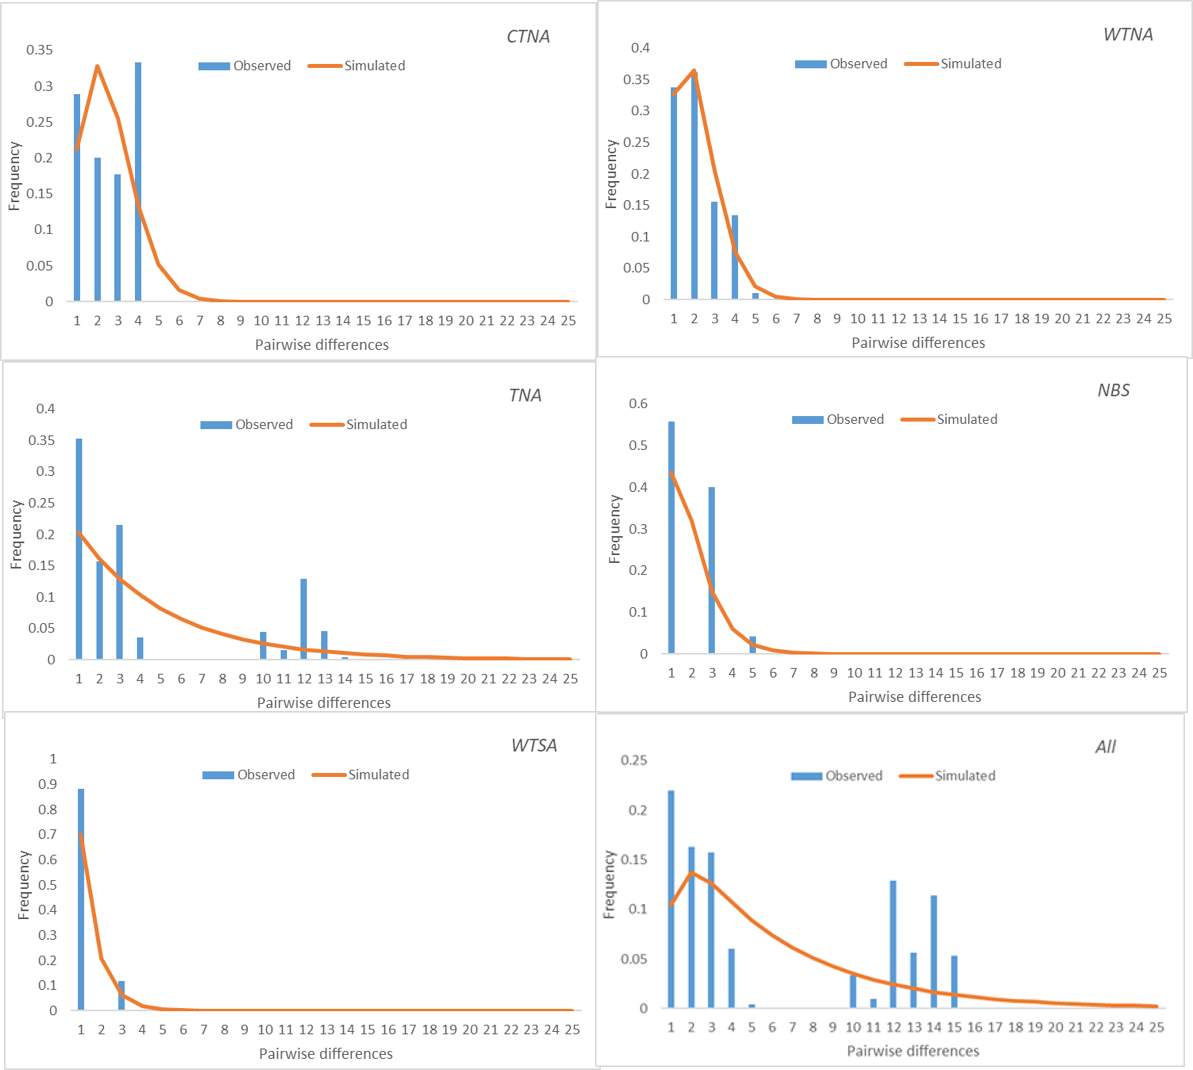 CTNA
Observed Simulated
0.35
0.3
0.25
0.2
0.15
0.1
0.05
0
Frequency
1 2 3 4 5 6 7 8 9 10 11 12 13 14 15 16 17 18 19 20 21 22 23 24 25
Pairwise differences
WTNA
Observed Simulated
0.4
0.35
0.3
0.25
0.2
0.15
0.1
0.05
0
Frequency
1 2 3 4 5 6 7 8 9 10 11 12 13 14 15 16 17 18 19 20 21 22 23 24 25
Pairwise differences
TNA
Observed Simulated
0.4
0.35
0.3
0.25
0.2
0.15
0.1
0.05
0
Frequency
1 2 3 4 5 6 7 8 9 10 11 12 13 14 15 16 17 18 19 20 21 22 23 24 25
Pairwise differences
NBS
Observed Simulated
0.6
0.5
0.4
0.3
0.2
0.1
0
Frequency
1 2 3 4 5 6 7 8 9 10 11 12 13 14 15 16 17 18 19 20 21 22 23 24 25
Pairwise differences
WTSA
Observed Simulated
1
0.9
0.8
0.7
0.6
0.5
0.4
0.3
0.2
0.1
0
Frequency
1 2 3 4 5 6 7 8 9 10 11 12 13 14 15 16 17 18 19 20 21 22 23 24 25
Pairwise differences
All
Observed Simulated
0.25
0.2
0.15
0.1
0.05
0
Frequency
1 2 3 4 5 6 7 8 9 10 11 12 13 14 15 16 17 18 19 20 21 22 23 24 25
Pairwise differences